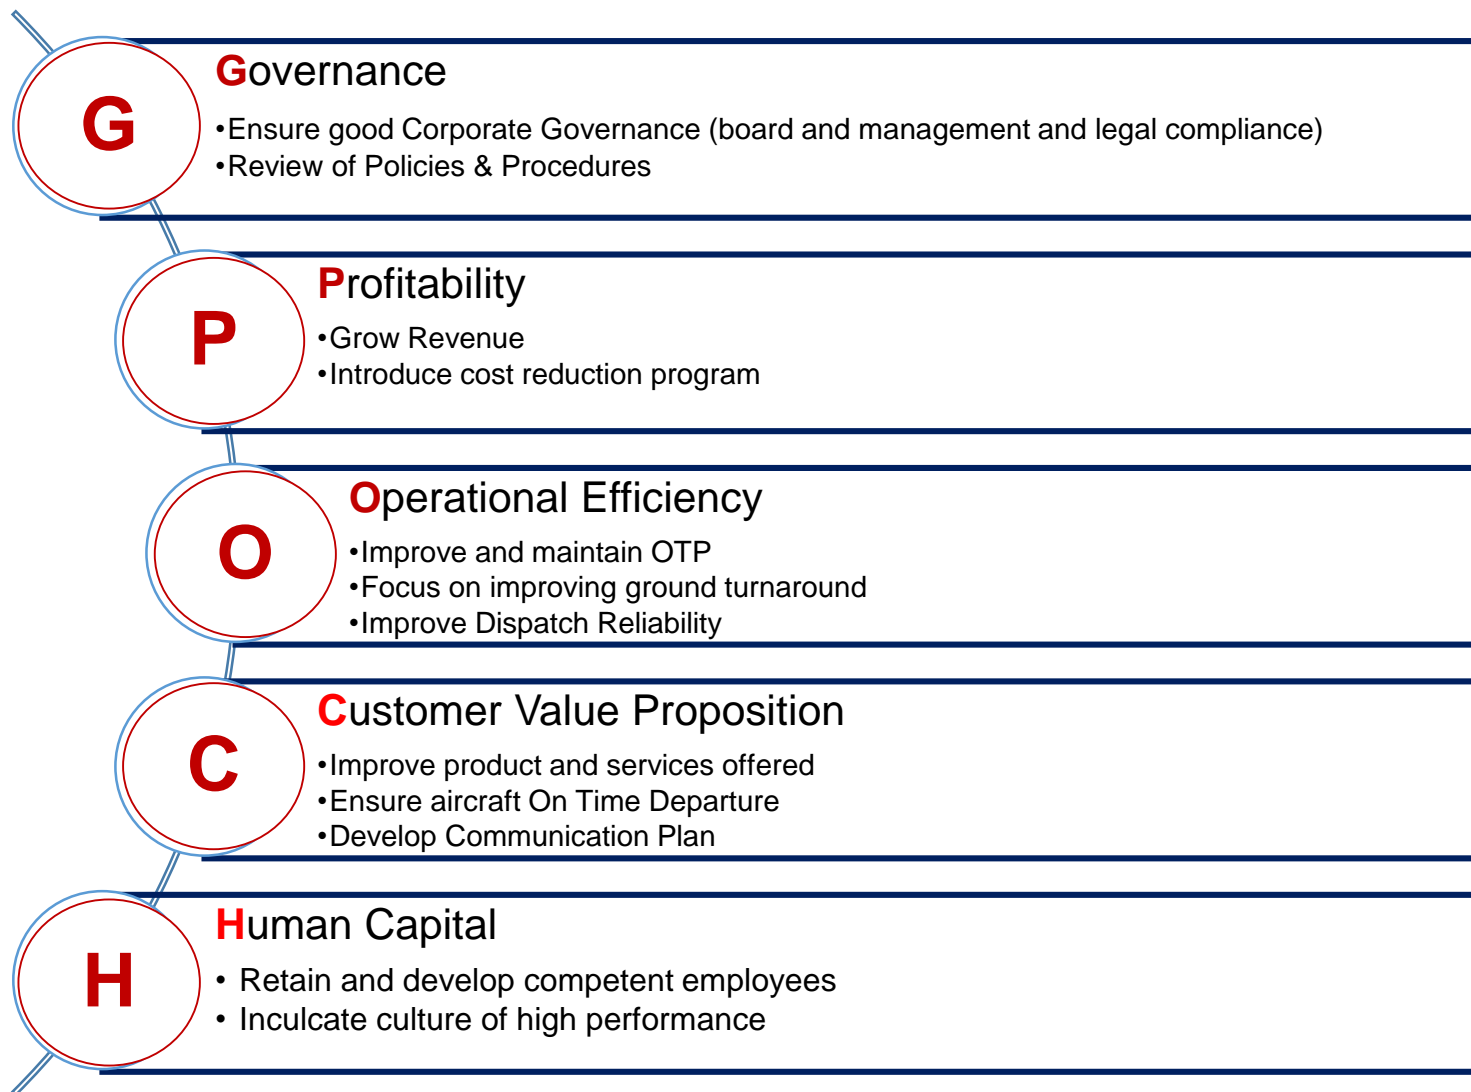 G
Governance
•Ensure good Corporate Governance (board and management and legal compliance)
•Review of Policies & Procedures
P
Profitability
•Grow Revenue
•Introduce cost reduction program
O
Operational Efficiency
•Improve and maintain OTP
•Focus on improving ground turnaround
•Improve Dispatch Reliability
C
Customer Value Proposition
•Improve product and services offered
•Ensure aircraft On Time Departure
•Develop Communication Plan
H
Human Capital
• Retain and develop competent employees
• Inculcate culture of high performance